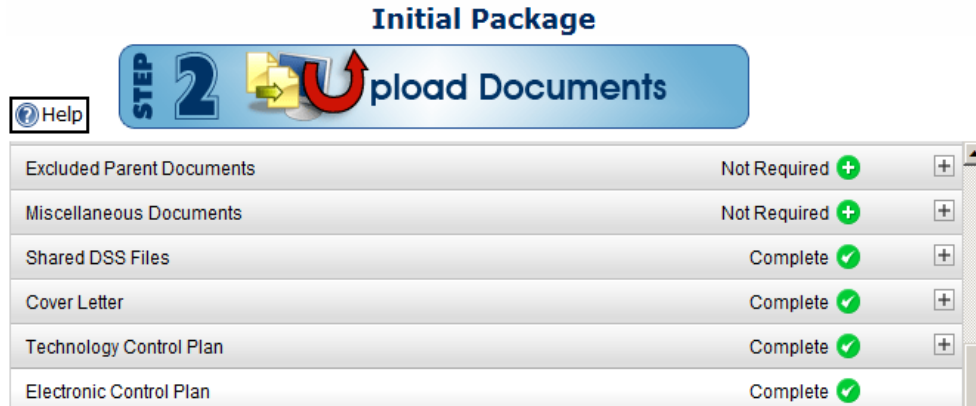 Initial Package
STEP 2 Upload Documents
Help
Excluded Parent Documents Not Required
Miscellaneous Documents Not Required
Shared DSS Files Complete
Cover Letter Complete
Technology Control Plan Complete
Electronic Control Plan Complete